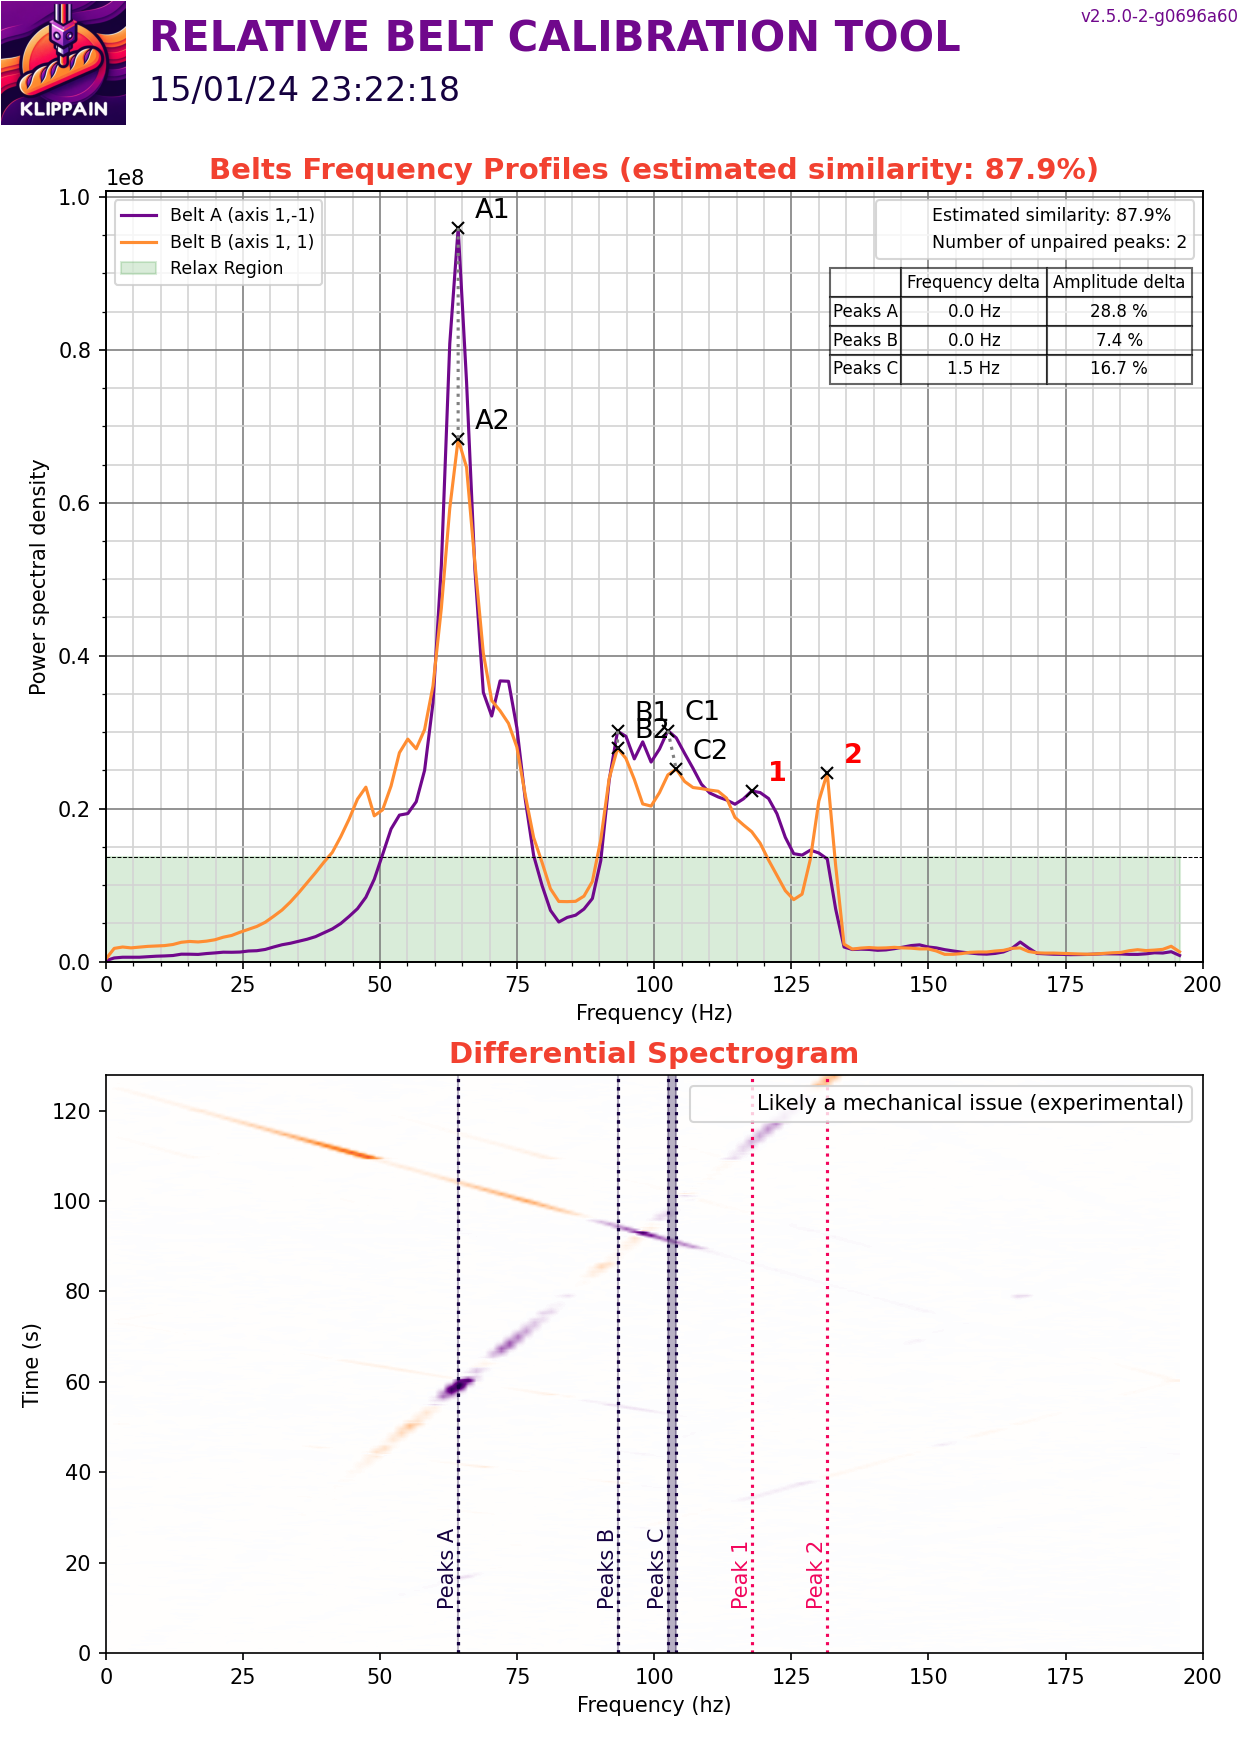 KLIPPAIN
RELATIVE BELT CALIBRATION TOOL
15/01/24 23:22:18
v2.5.0-2-g0696a60
Belts Frequency Profiles (estimated similarity: 87.9%)
1e8
Belt A (axis 1,-1)
Belt B (axis 1, 1)
Relax Region
Estimated similarity: 87.9%
Number of unpaired peaks: 2
Frequency delta Amplitude delta
Peaks A 0.0 Hz 28.8 %
Peaks B 0.0 Hz 7.4 %
Peaks C 1.5 Hz 16.7 %
A1
A2
B1
B2
C1
C2
1
2
Power spectral density
1.0
0.8
0.6
0.4
0.2
0.0
0 25 50 75 100 125 150 175 200
Frequency (Hz)
Differential Spectrogram
Likely a mechanical issue (experimental)
Time (s)
120
100
80
60
40
20
0
Peaks A
Peaks B
Peaks C
Peak 1
Peak 2
0 25 50 75 100 125 150 175 200
Frequency (hz)